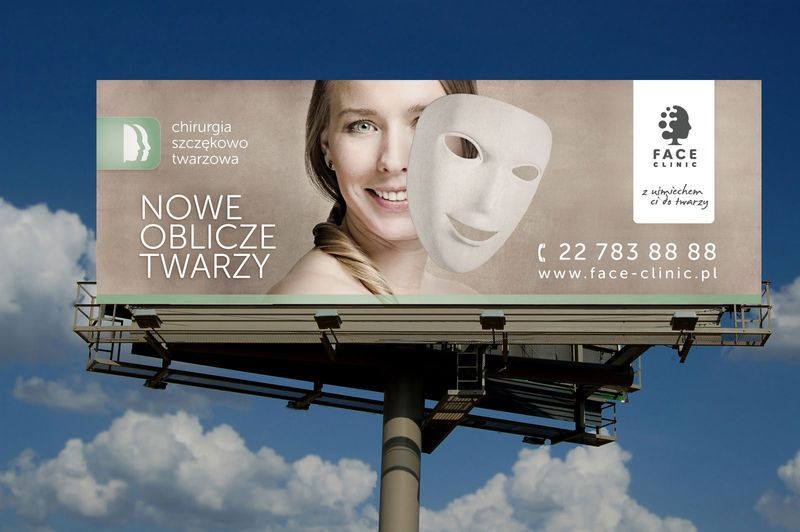 chirurgia
szczękowo
twarzowa
NOWE
OBLICZE
TWARZY
FACE
CLINIC
z uśmiechem
ci do twarzy
22 783 88 88
www.face-clinic.pl